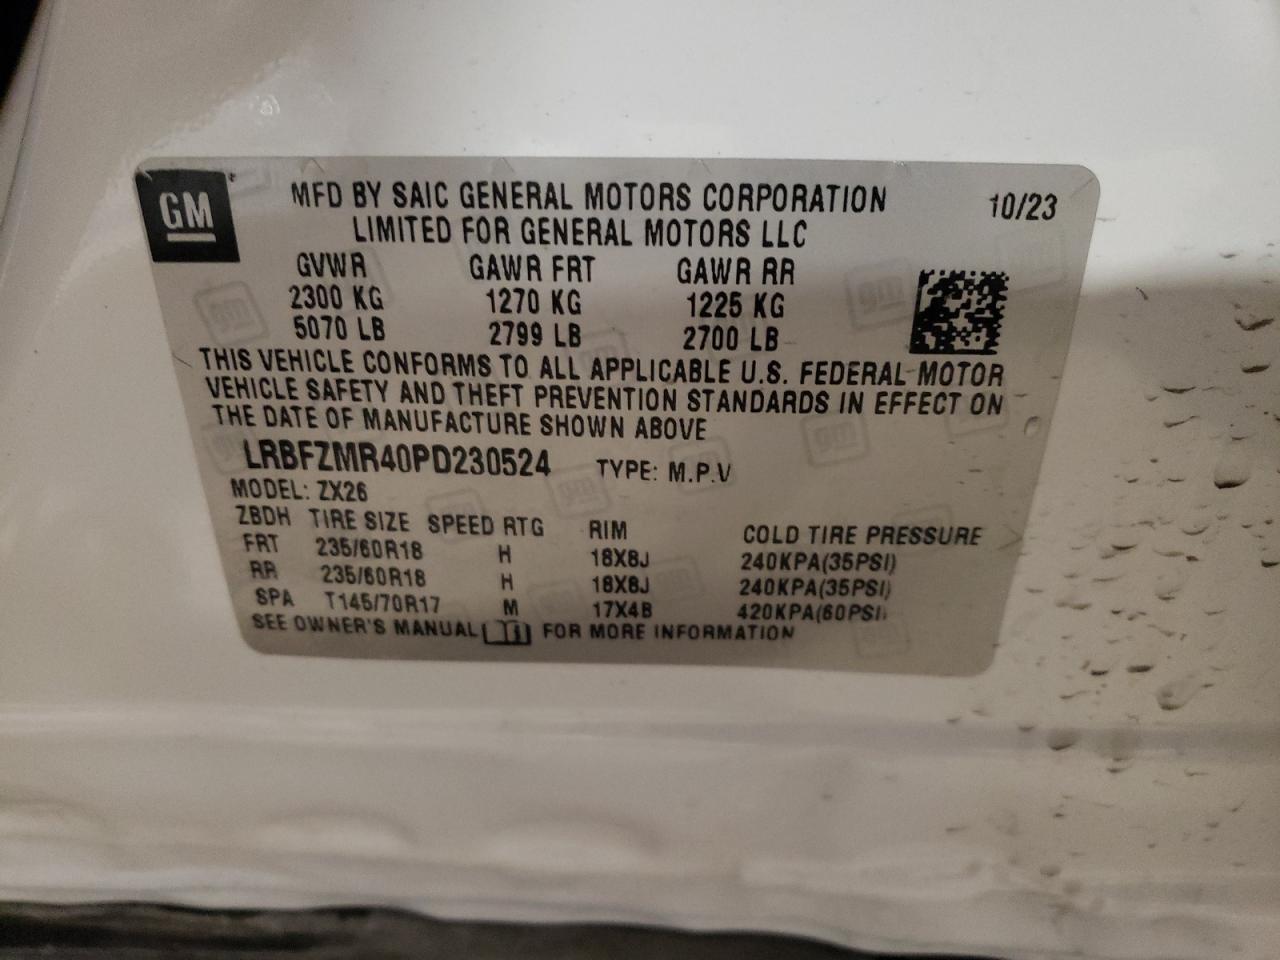 GM
MFD BY SAIC GENERAL MOTORS CORPORATION 10/23
LIMITED FOR GENERAL MOTORS LLC
GVWR GAWR FRT GAWR RR
2300 KG 1270 KG 1225 KG
5070 LB 2799 LB 2700 LB
THIS VEHICLE CONFORMS TO ALL APPLICABLE U.S. FEDERAL MOTOR
VEHICLE SAFETY AND THEFT PREVENTION STANDARDS IN EFFECT ON
THE DATE OF MANUFACTURE SHOWN ABOVE
LRBFZMR40PD230524 TYPE: M.P.V
MODEL: ZX26
ZBDH TIRE SIZE SPEED RTG RIM COLD TIRE PRESSURE
FRT 235/60R18 H 18X8J 240KPA(35PSI)
RR 235/60R18 H 18X8J 240KPA(35PSI)
SPA T145/70R17 M 17X4B 420KPA(60PSI)
SEE OWNER'S MANUAL FOR MORE INFORMATION